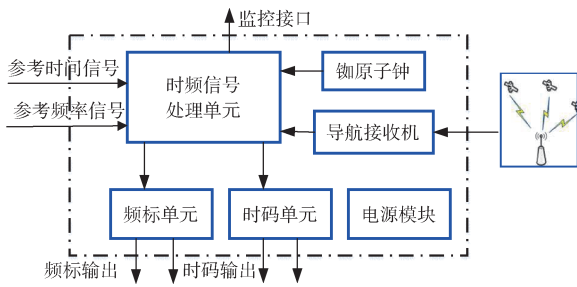 监控接口
参考时间信号
参考频率信号
时频信号
处理单元
铷原子钟
导航接收机
频标单元
时码单元
电源模块
频标输出
时码输出